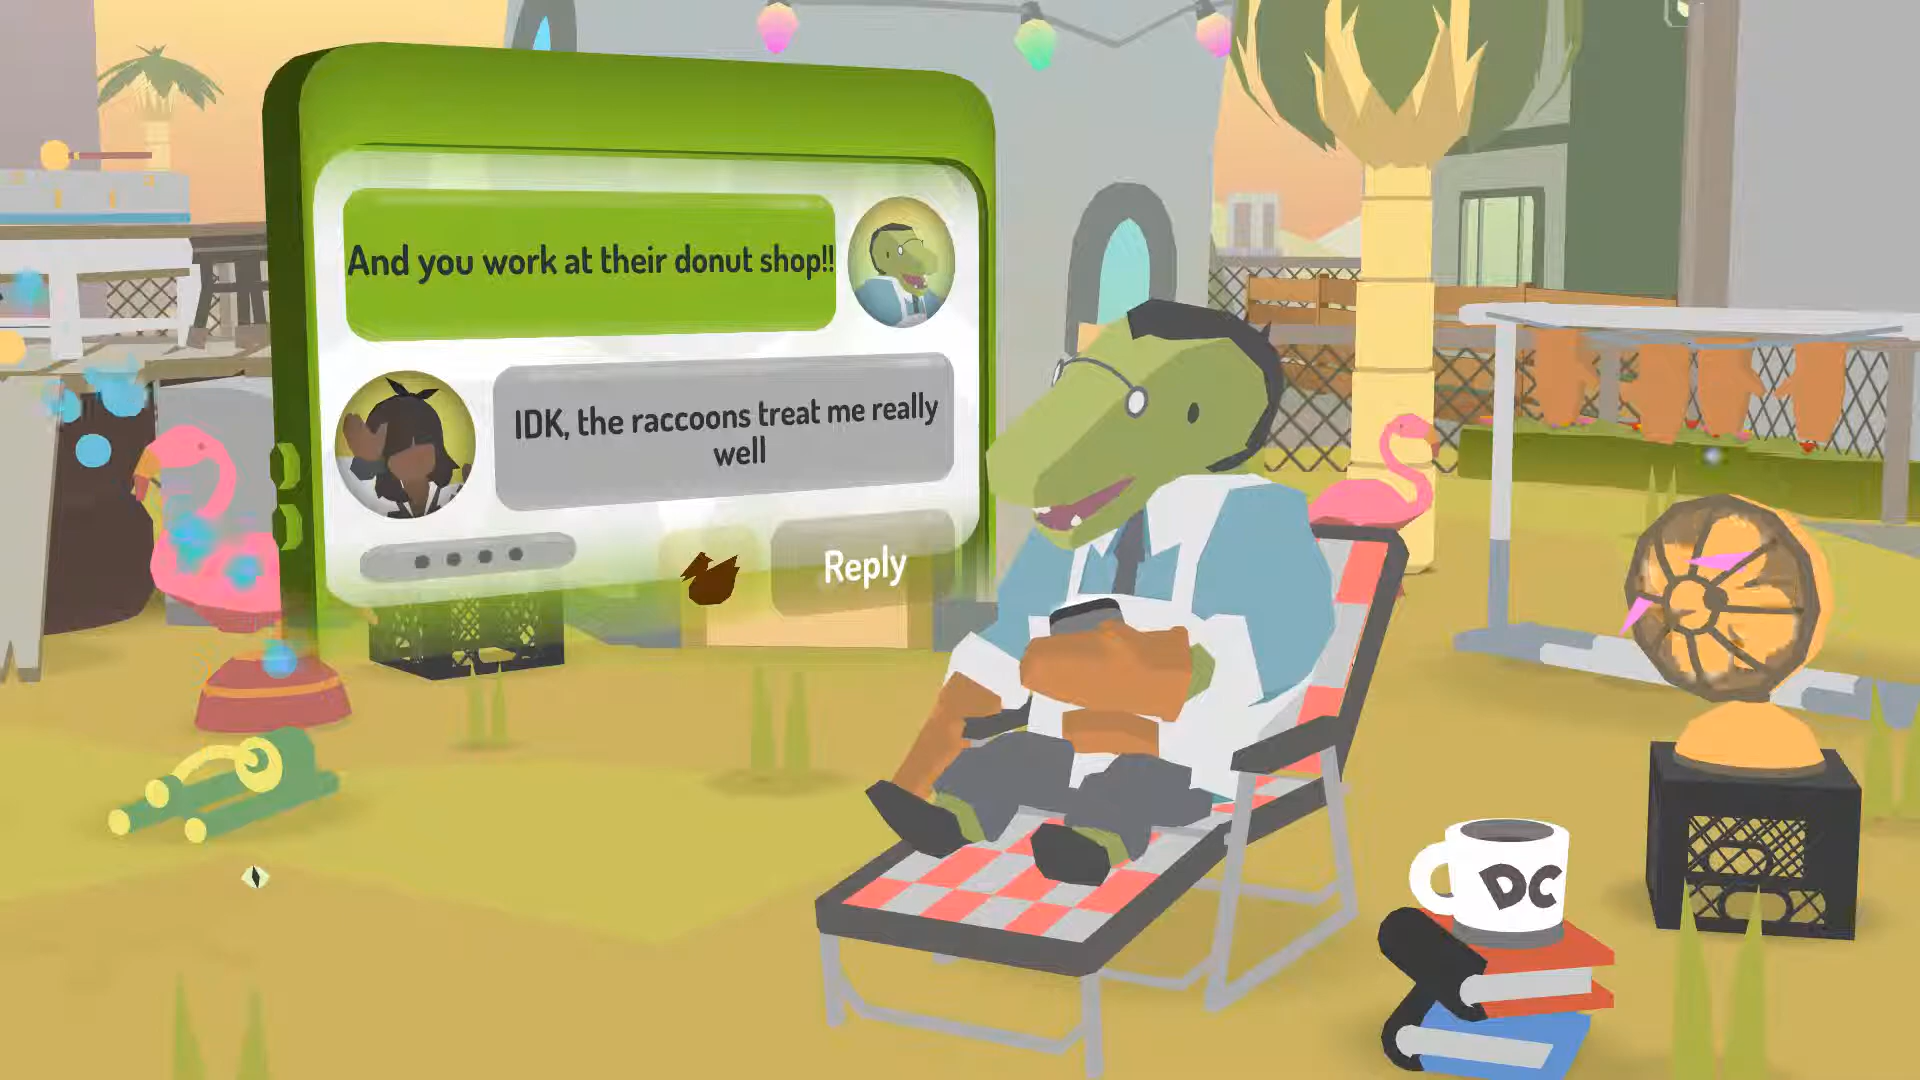 And you work at their donut shop!!
IDK, the raccoons treat me really
well
Reply
DC